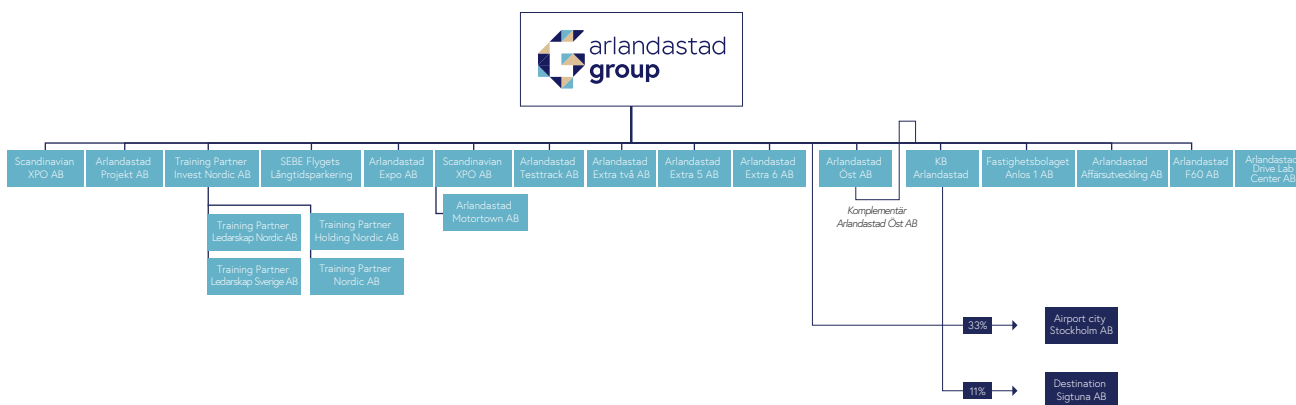 arlandastad
group
Scandinavian
XPO AB
Arlandastad
Projekt AB
Training Partner
Invest Nordic AB
SEBE Flygets
Långtidsparkering
Arlandastad
Expo AB
Scandinavian
XPO AB
Arlandastad
Testtrack AB
Arlandastad
Extra två AB
Arlandastad
Extra 5 AB
Arlandastad
Extra 6 AB
Arlandastad
Öst AB
KB
Arlandastad
Fastighetsbolaget
Anlos 1 AB
Arlandastad
Affärsutveckling AB
Arlandastad
F60 AB
Arlandastad
Drive Lab
Center AB
Arlandastad
Motortown AB
Komplementär
Arlandastad Öst AB
Training Partner
Ledarskap Nordic AB
Training Partner
Holding Nordic AB
Training Partner
Ledarskap Sverige AB
Training Partner
Nordic AB
33%
Airport city
Stockholm AB
11%
Destination
Sigtuna AB